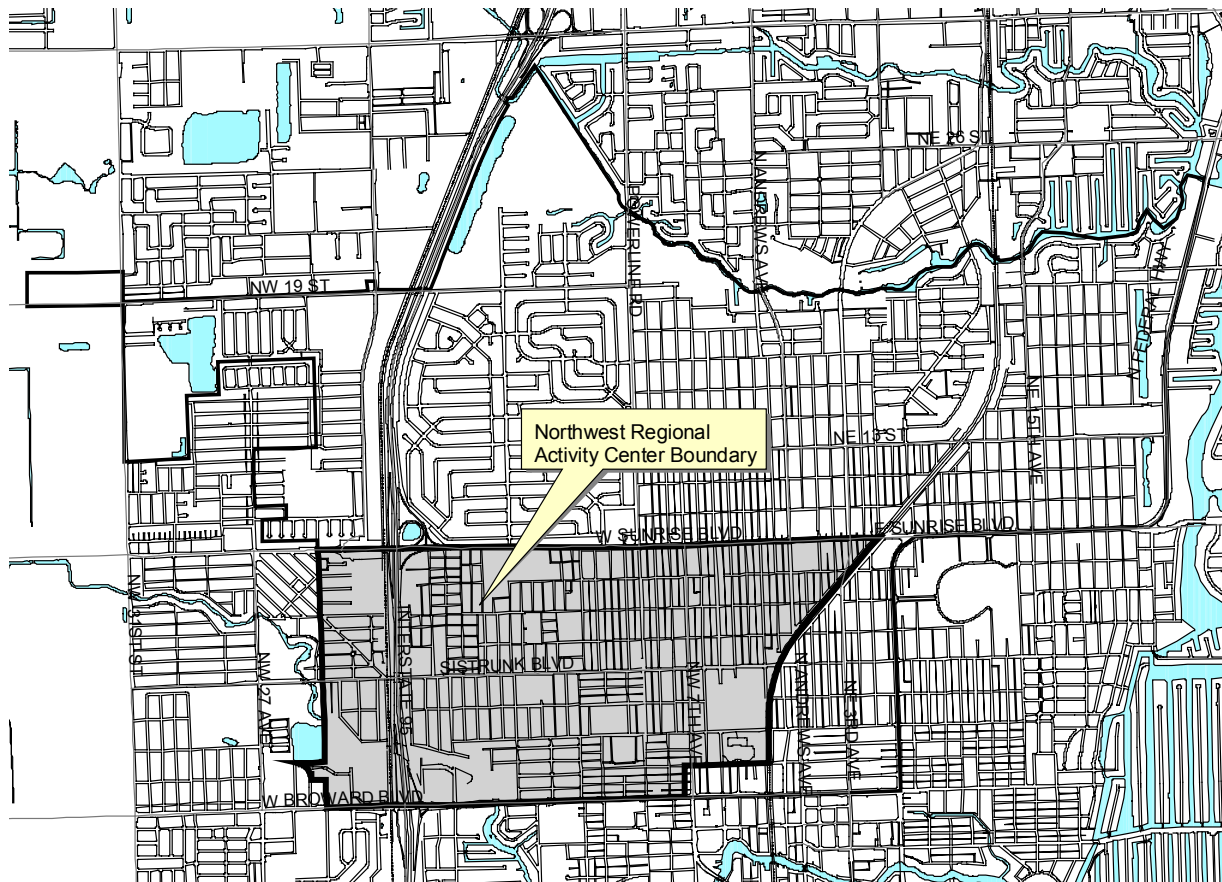 NE 26 ST
N ANDREWS AVE
POWERLINE RD
NW 19 ST
N FEDERAL HWY
Northwest Regional
Activity Center Boundary
NE 15TH AVE
NE 13 ST
W SUNRISE BLVD
E SUNRISE BLVD
NW 31ST ST
INTERSTATE 95
SISTRUNK BLVD
NW 27 AVE
NW 7TH AVE
N ANDREWS AVE
NE 3RD AVE
W BROWARD BLVD